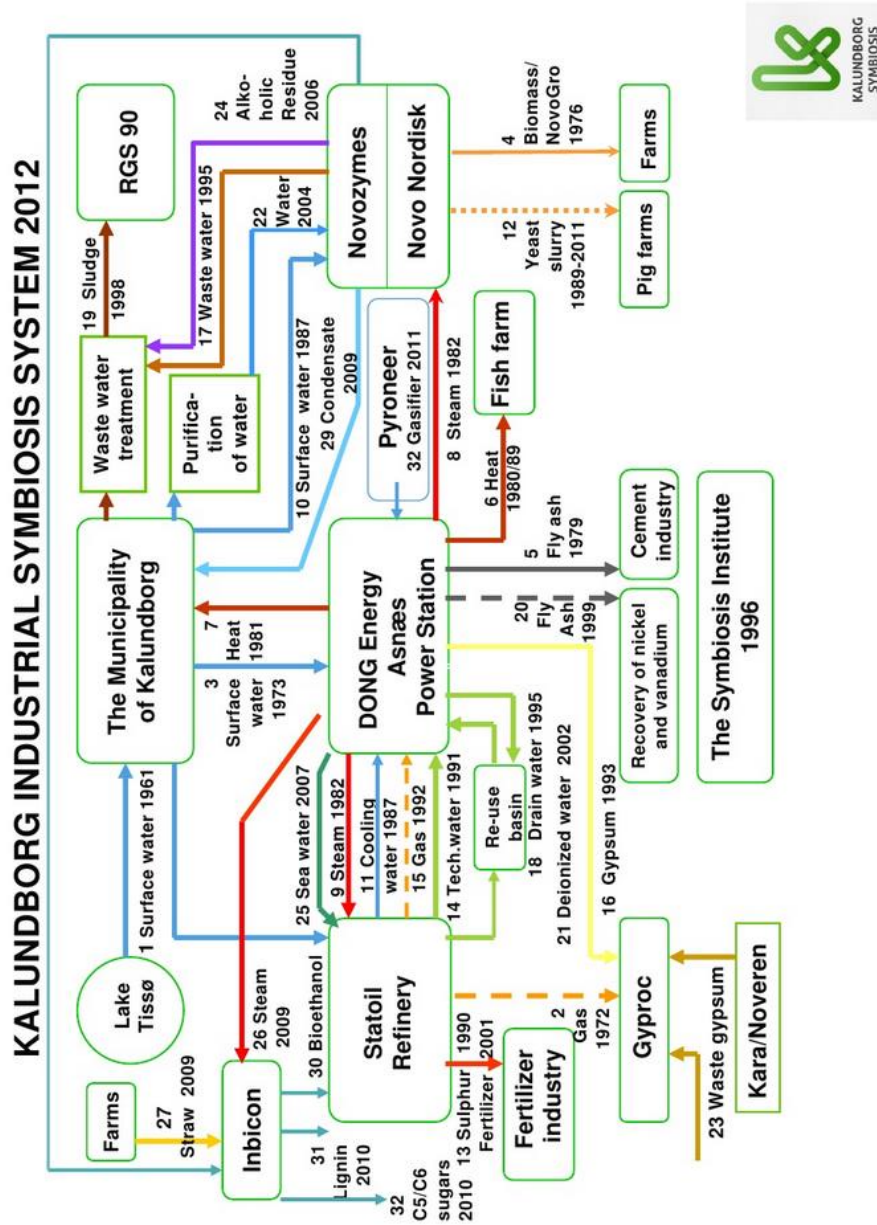 KALUNDBORG INDUSTRIAL SYMBIOSIS SYSTEM 2012
Lake
Tissø
1 Surface water 1961
The Municipality
of Kalundborg
Waste water
treatment
19 Sludge
1998
RGS 90
Purifica-
tion
of water
17 Waste water 1995
24
Alko-
holic
Residue
2006
22
Water
2004
10 Surface water 1987
29 Condensate
2009
Farms
27
Straw 2009
Inbicon
26 Steam
2009
30 Bioethanol
31
Lignin
2010
32
C5/C6
sugars
2010
3
Surface
water
1973
7
Heat
1981
25 Sea water 2007
9 Steam 1982
11 Cooling
water 1987
15 Gas 1992
14 Tech.water 1991
Statoil
Refinery
DONG Energy
Asnæs
Power Station
Pyroneer
32 Gasifier 2011
8 Steam 1982
Novozymes
Novo Nordisk
Re-use
basin
18 Drain water 1995
21 Deionized water 2002
16 Gypsum 1993
13 Sulphur 1990
Fertilizer 2001
Fertilizer
industry
2
Gas
1972
Gyproc
23 Waste gypsum
Kara/Noveren
6 Heat
1980/89
Fish farm
5
Fly ash
1979
20
Fly
Ash
1999
Cement
industry
Recovery of nickel
and vanadium
The Symbiosis Institute
1996
12
Yeast
slurry
1989-2011
Pig farms
4
Biomass/
NovoGro
1976
Farms
KALUNDBORG
SYMBIOSIS